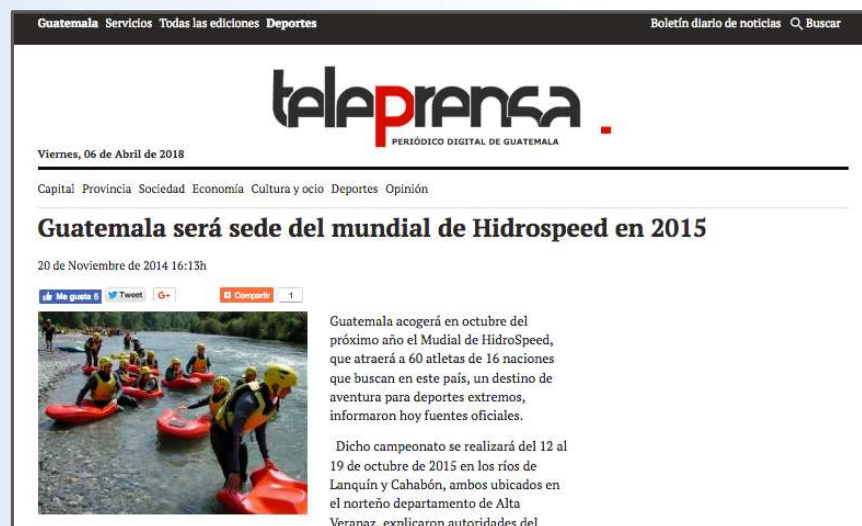 Guatemala Servicios Todas las ediciones Deportes
Boletín diario de noticias Buscar
teleprensa
PERIÓDICO DIGITAL DE GUATEMALA
Viernes, 06 de Abril de 2018
Capital Provincia Sociedad Economía Cultura y ocio Deportes Opinión
Guatemala será sede del mundial de Hidrospeed en 2015
20 de Noviembre de 2014 16:13h
Me gusta 5 Tweet G+ Compartir 1
Guatemala acogerá en octubre del
próximo año el Mudial de HidroSpeed,
que atraerá a 60 atletas de 16 naciones
que buscan en este país, un destino de
aventura para deportes extremos,
informaron hoy fuentes oficiales.
Dicho campeonato se realizará del 12 al
19 de octubre de 2015 en los ríos de
Lanquín y Cahabón, ambos ubicados en
el norteño departamento de Alta
Verapaz, explicaron autoridades del